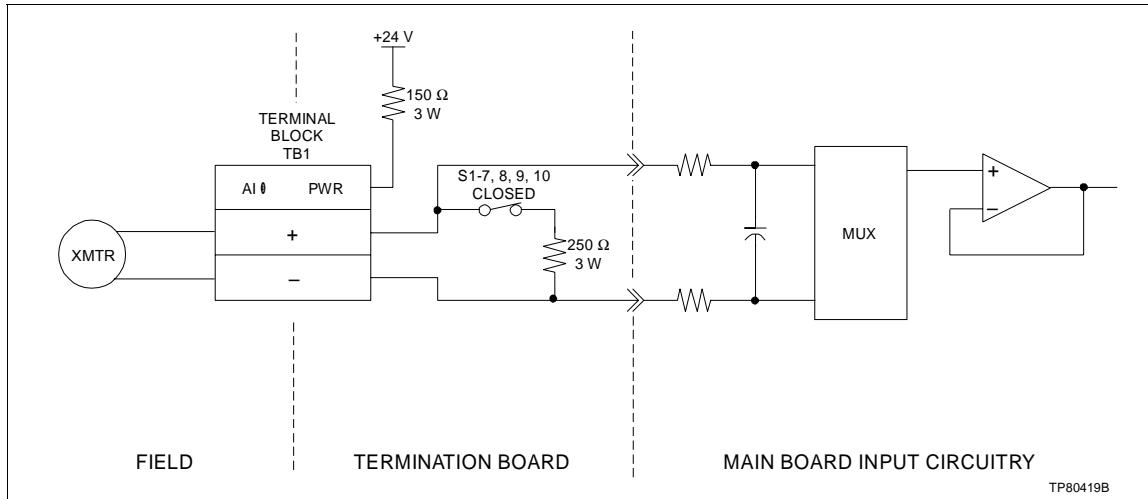 +24 V
150 Ω
3 W
TERMINAL
BLOCK
TB1
AI PWR
+
−
XMTR
S1-7, 8, 9, 10
CLOSED
250 Ω
3 W
MUX
+
−
FIELD
TERMINATION BOARD
MAIN BOARD INPUT CIRCUITRY
TP80419B